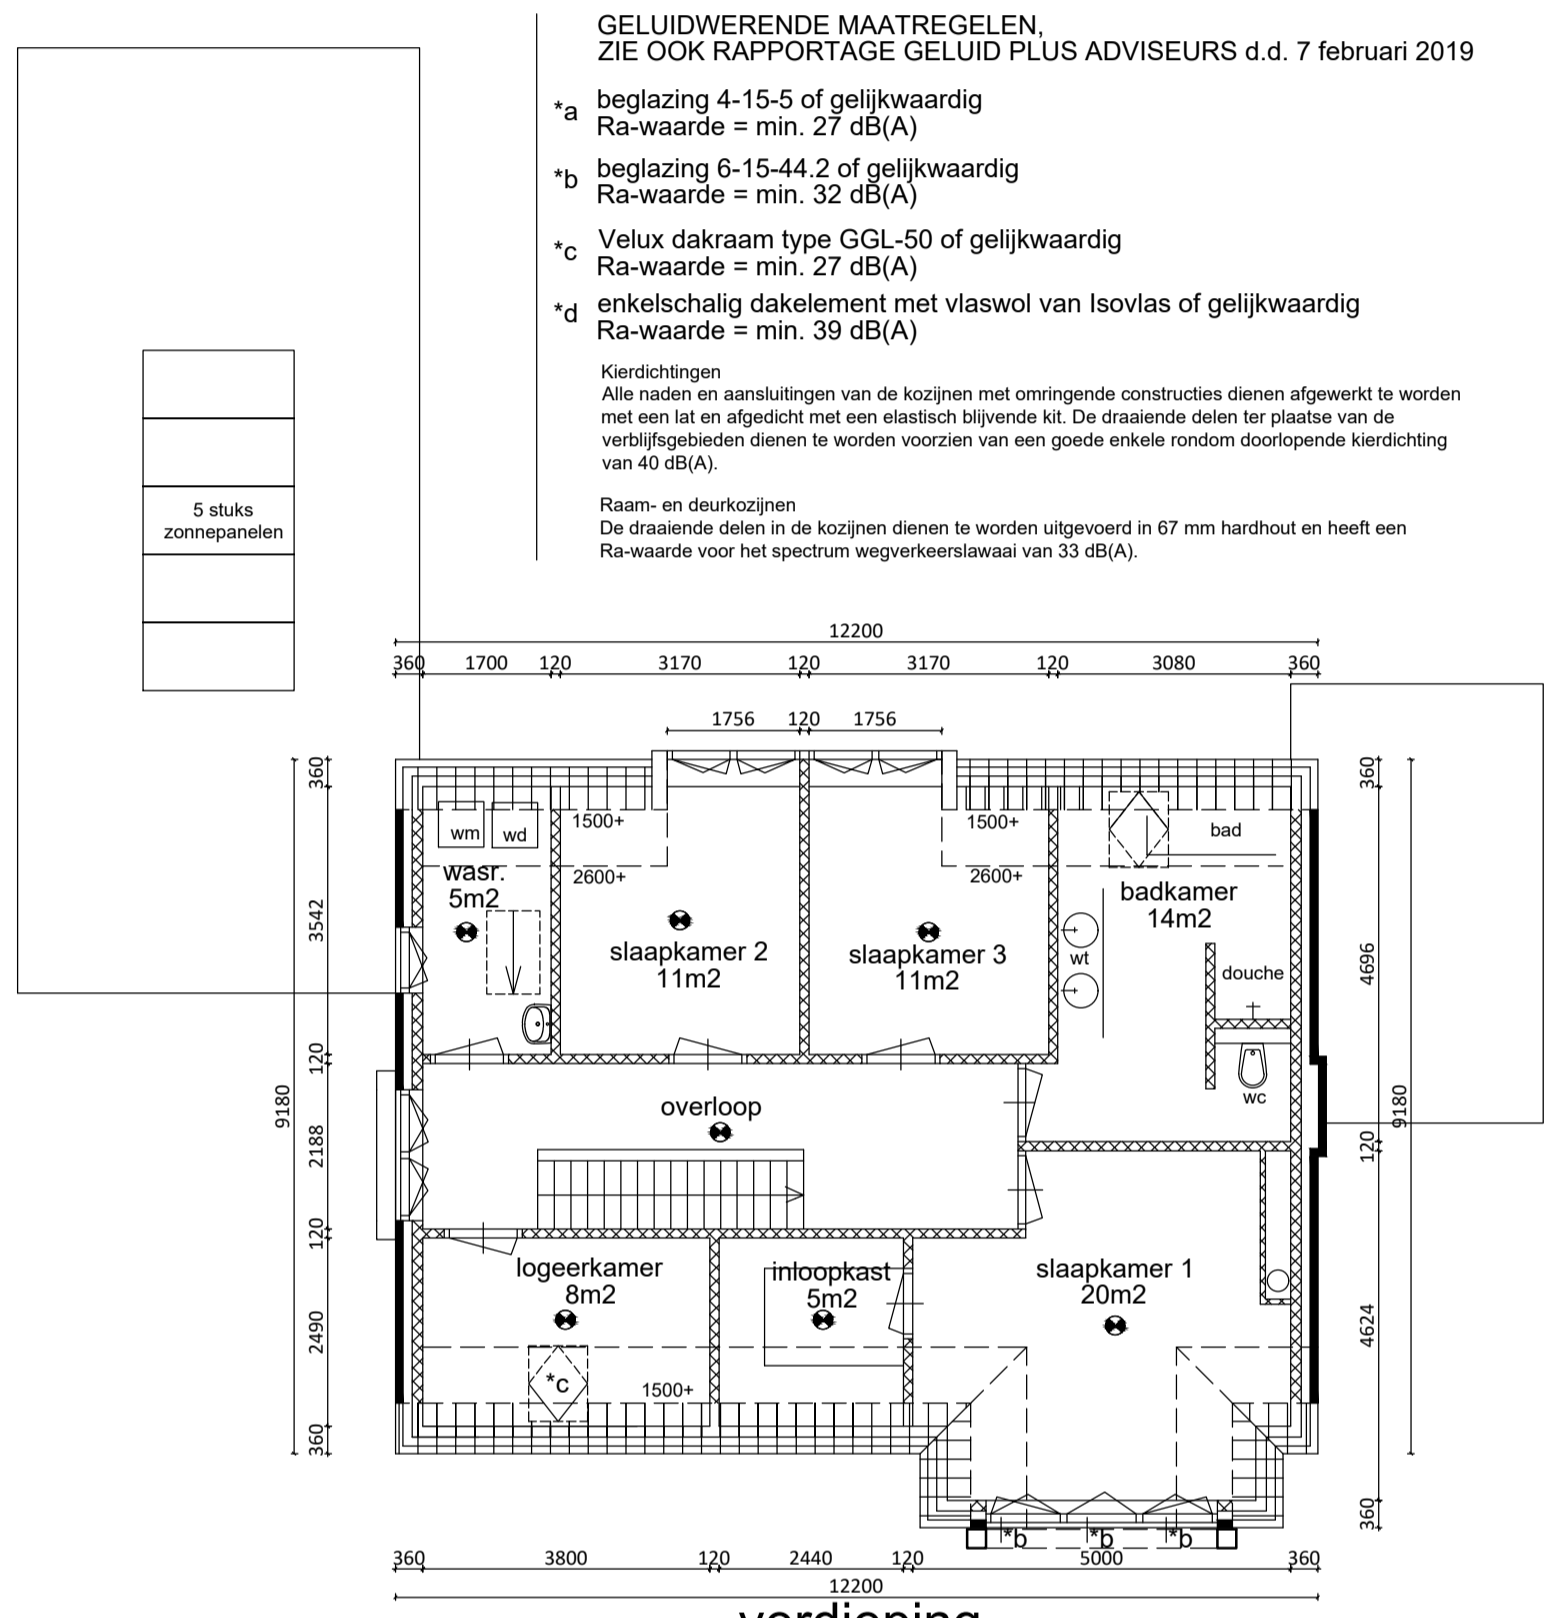 GELUIDWERENDE MAATREGELEN,
ZIE OOK RAPPORTAGE GELUID PLUS ADVISEURS d.d. 7 februari 2019
*a beglazing 4-15-5 of gelijkwaardig
Ra-waarde = min. 27 dB(A)
*b beglazing 6-15-44.2 of gelijkwaardig
Ra-waarde = min. 32 dB(A)
*c Velux dakraam type GGL-50 of gelijkwaardig
Ra-waarde = min. 27 dB(A)
*d enkelschalig dakelement met vlaswol van Isovlas of gelijkwaardig
Ra-waarde = min. 39 dB(A)
Kierdichtingen
Alle naden en aansluitingen van de kozijnen met omringende constructies dienen afgewerkt te worden
met een lat en afgedicht met een elastisch blijvende kit. De draaiende delen ter plaatse van de
verblijfsgebieden dienen te worden voorzien van een goede enkele rondom doorlopende kierdichting
van 40 dB(A).
Raam- en deurkozijnen
De draaiende delen in de kozijnen dienen te worden uitgevoerd in 67 mm hardhout en heeft een
Ra-waarde voor het spectrum wegverkeerslawaai van 33 dB(A).
5 stuks
zonnepanelen
12200
360 1700 120 3170 120 3170 120 3080 360
1756 120 1756
360
3542
120
2188
120
2490
360
9180
360
4696
120
4624
360
9180
wm wd
wasr.
5m2
1500+
2600+
slaapkamer 2
11m2
1500+
2600+
slaapkamer 3
11m2
bad
badkamer
14m2
wt
douche
wc
overloop
logeerkamer
8m2
*c
1500+
inloopkast
5m2
slaapkamer 1
20m2
*b *b *b
360 3800 120 2440 120 5000 360
12200
verdieping